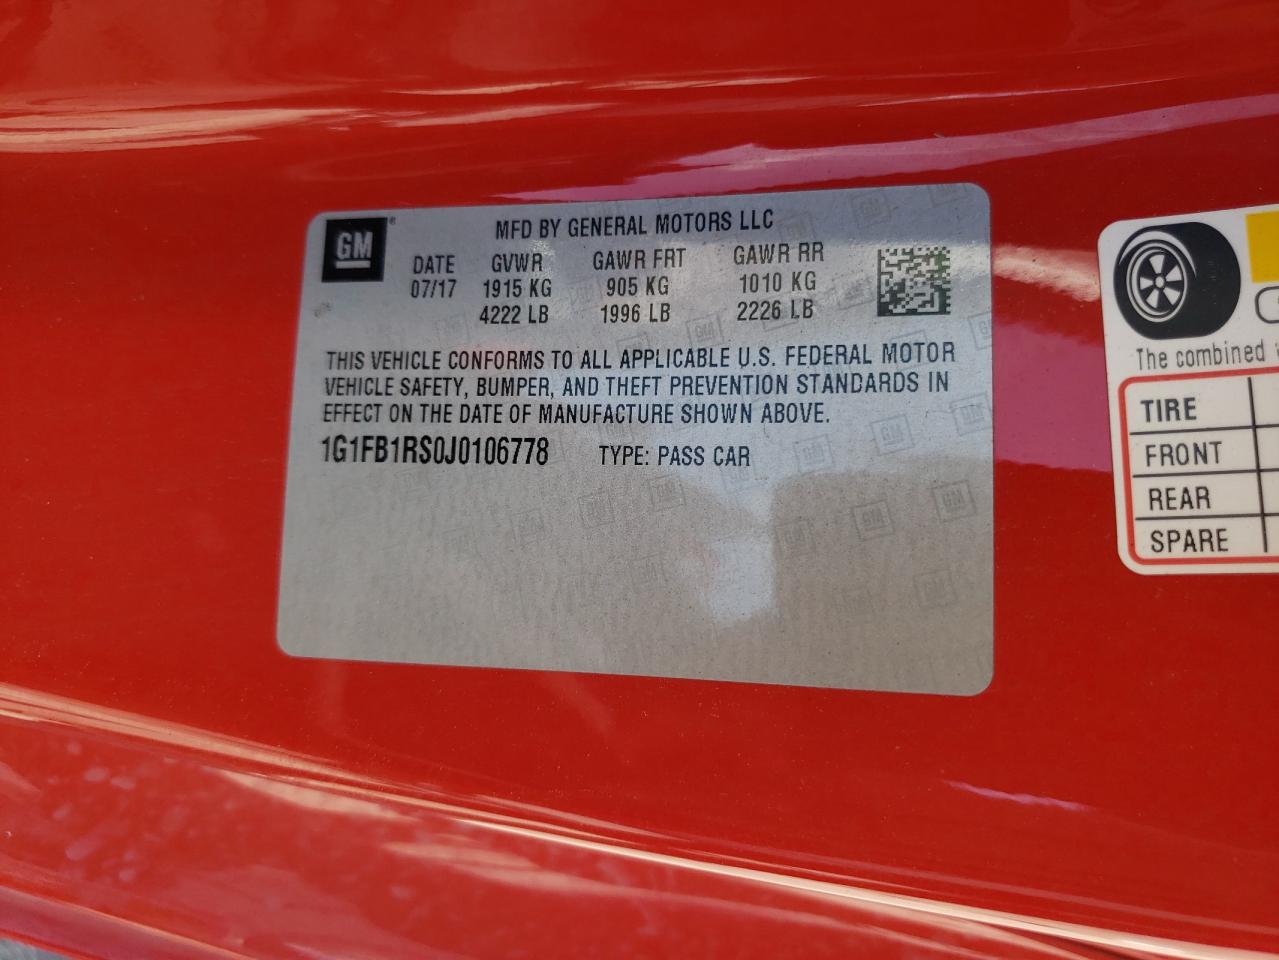 GM
MFD BY GENERAL MOTORS LLC
DATE GVWR GAWR FRT GAWR RR
07/17 1915 KG 905 KG 1010 KG
4222 LB 1996 LB 2226 LB
THIS VEHICLE CONFORMS TO ALL APPLICABLE U.S. FEDERAL MOTOR
VEHICLE SAFETY, BUMPER, AND THEFT PREVENTION STANDARDS IN
EFFECT ON THE DATE OF MANUFACTURE SHOWN ABOVE.
1G1FB1RS0J0106778 TYPE: PASS CAR
The combined
TIRE
FRONT
REAR
SPARE